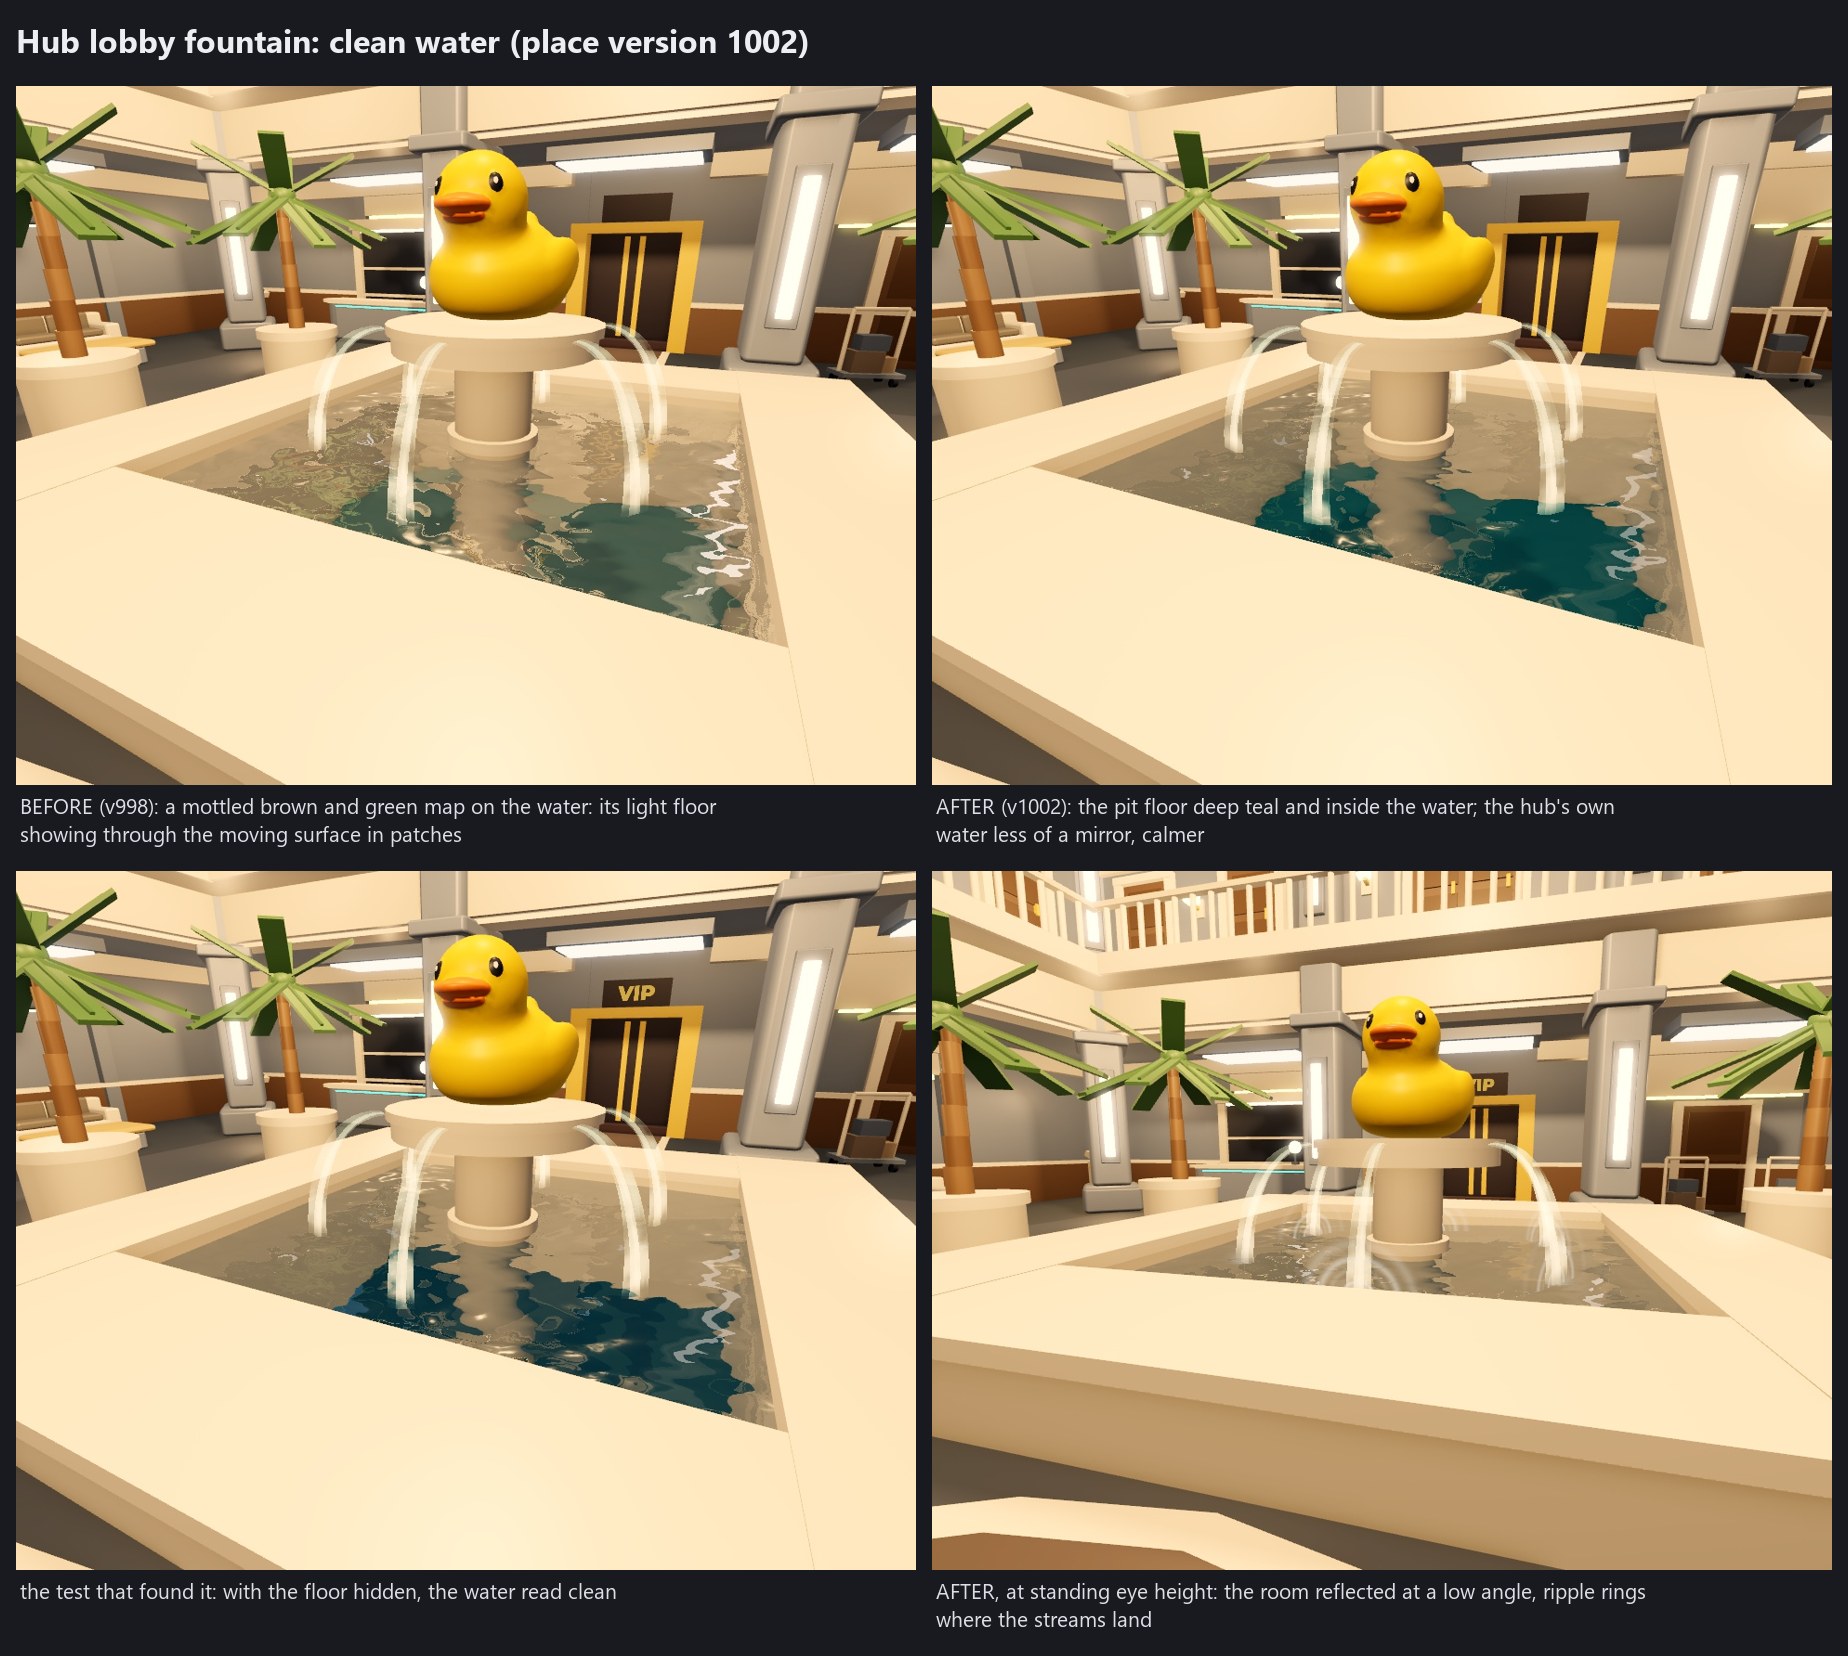 Hub lobby fountain: clean water (place version 1002)
BEFORE (v998): a mottled brown and green map on the water: its light floor
showing through the moving surface in patches
AFTER (v1002): the pit floor deep teal and inside the water; the hub's own
water less of a mirror, calmer
VIP
VIP
the test that found it: with the floor hidden, the water read clean
AFTER, at standing eye height: the room reflected at a low angle, ripple rings
where the streams land